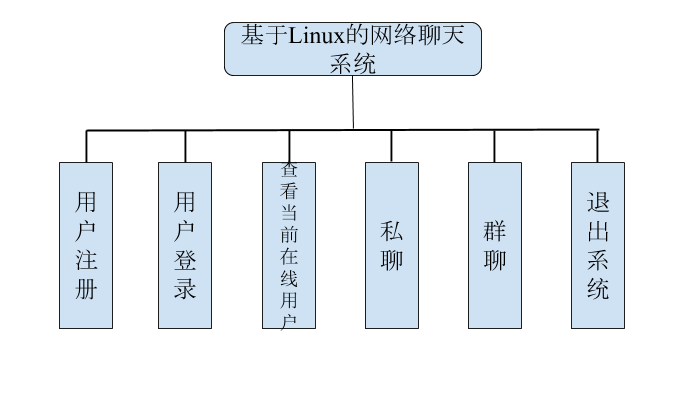 基于Linux的网络聊天
系统
用户注册
用户登录
查看当前在线用户
私聊
群聊
退出系统